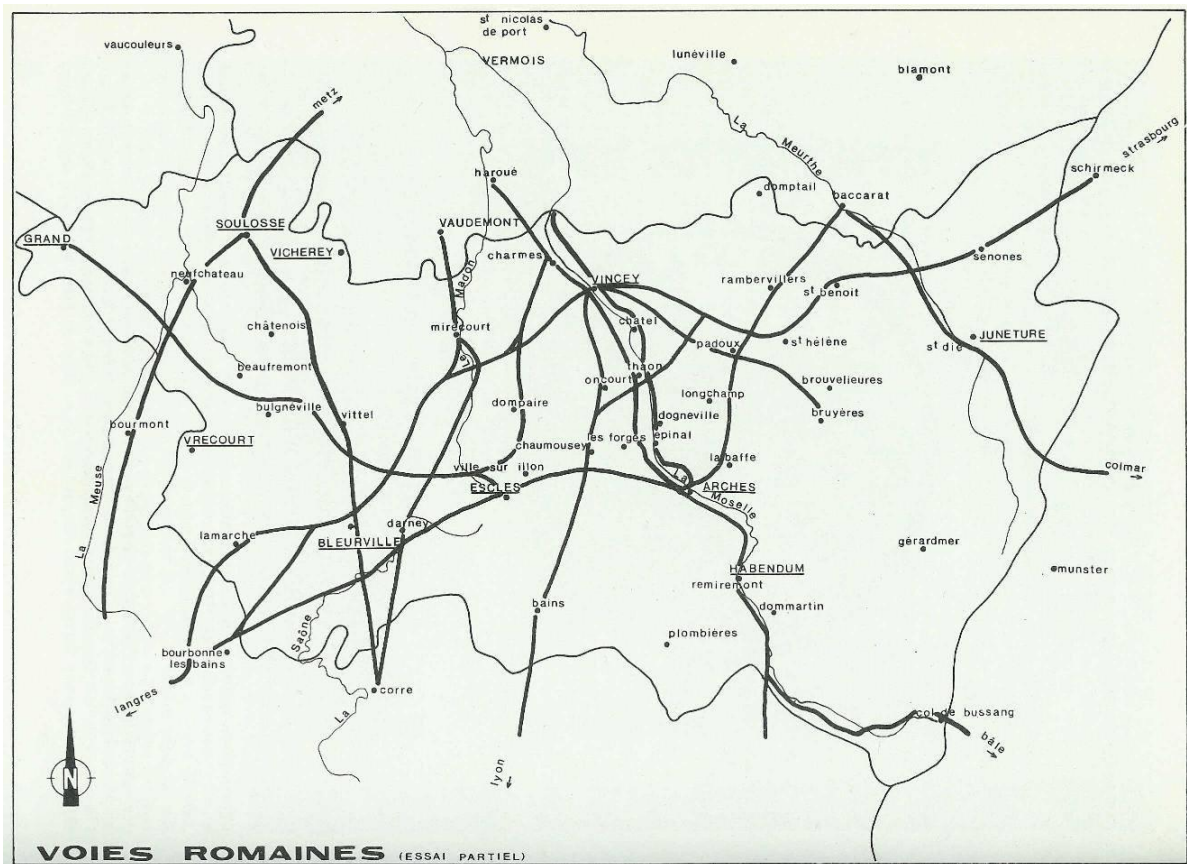 st nicolas
de port
vaucouleurs
VERMOIS
lunéville
blamont
metz
La Meurthe
strasbourg
schirmeck
haroué
domptail
baccarat
SOULOSSE
VAUDEMONT
GRAND
VICHEREY
charmes
senones
neufchateau
Madon
VINCEY
rambervillers
st benoit
châtenois
mirecourt
Le
châtel
padoux
st hélène
st dié
JUNETURE
beaufremont
thaon
oncourt
longchamp
brouvelieures
bulgnéville
vittel
dompaire
bruyères
bourmont
dogneville
VRECOURT
chaumousey
les forges
épinal
ville sur illon
la baffe
colmar
ESCLES
La Moselle
ARCHES
La Meuse
lamarche
darney
BLEURVILLE
gérardmer
HABENDUM
munster
remiremont
bains
dommartin
plombières
bourbonne
les bains
La Saône
langres
corre
col de bussang
bâle
lyon
N
VOIES ROMAINES (ESSAI PARTIEL)